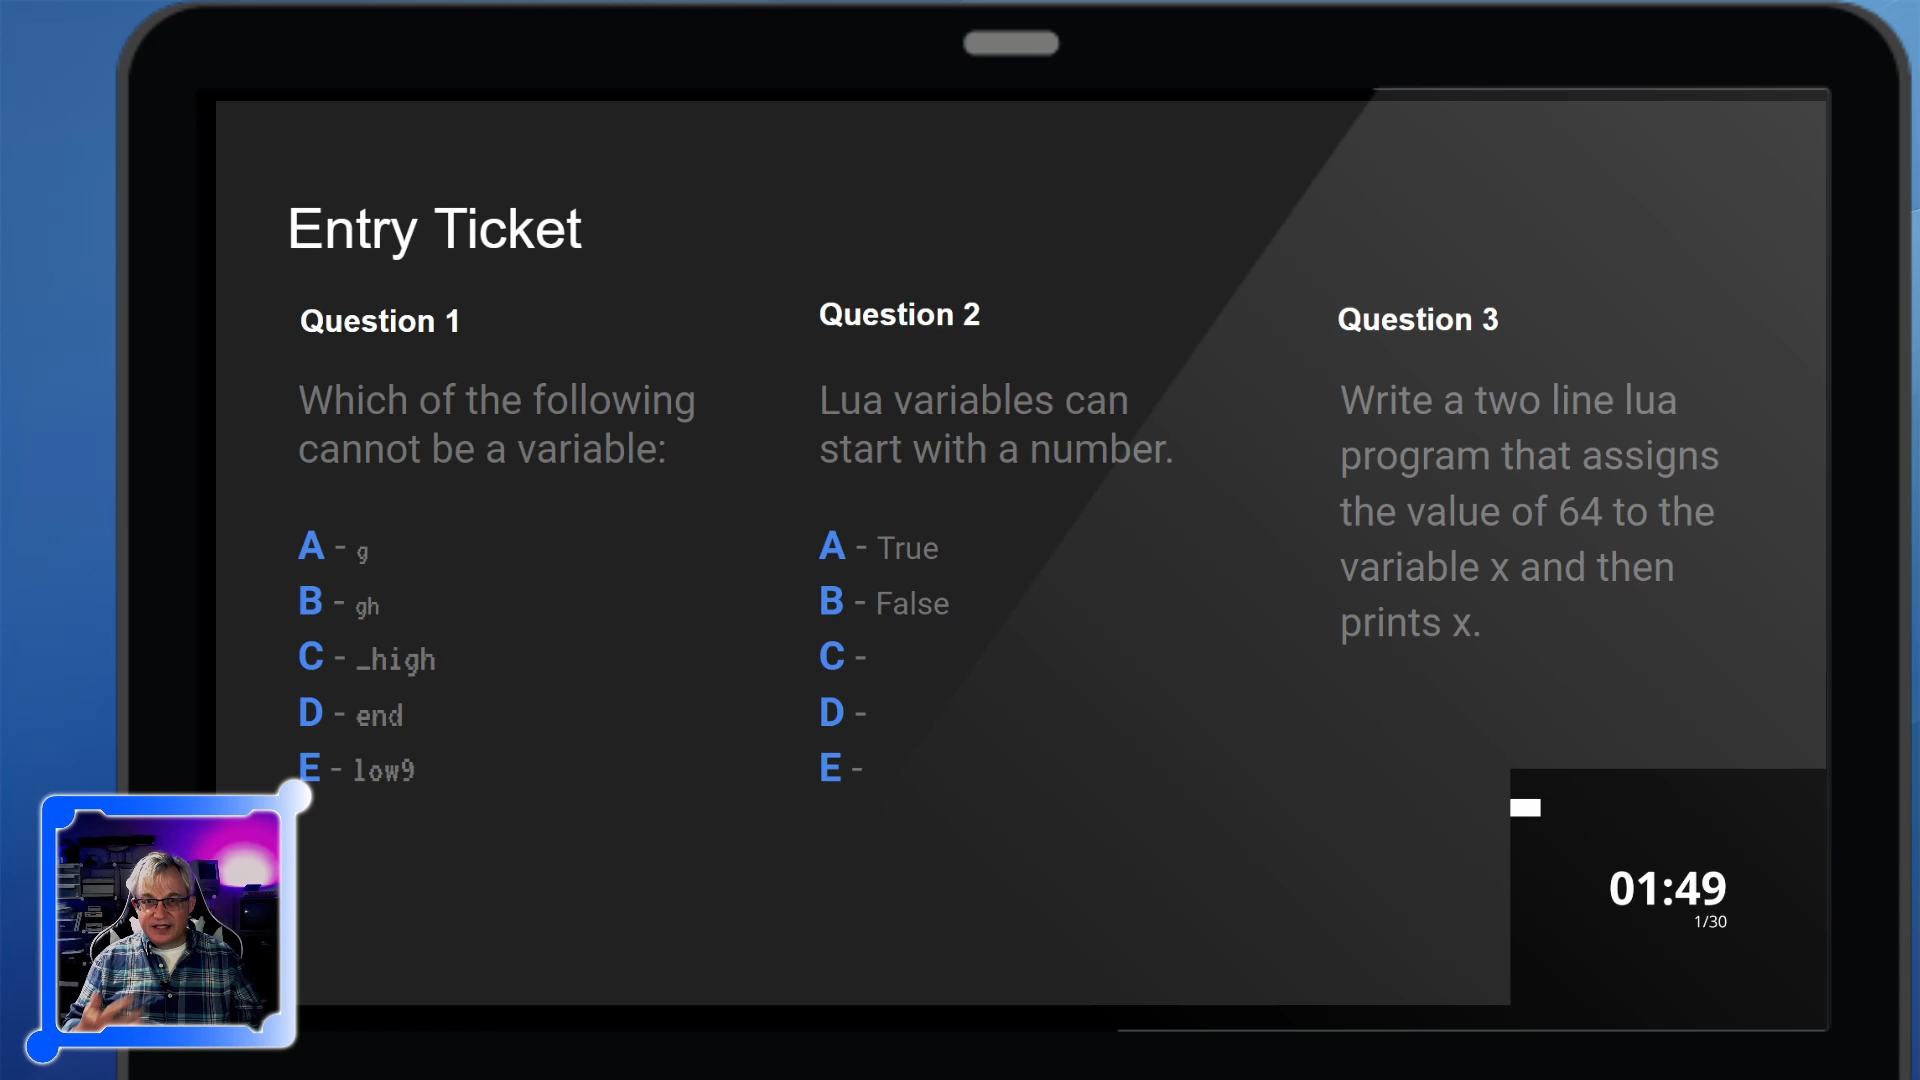 Entry Ticket
Question 1
Which of the following
cannot be a variable:
A - g
B - gh
C - _high
D - end
E - low9
Question 2
Lua variables can
start with a number.
A - True
B - False
C -
D -
E -
Question 3
Write a two line lua
program that assigns
the value of 64 to the
variable x and then
prints x.
01:49
1/30